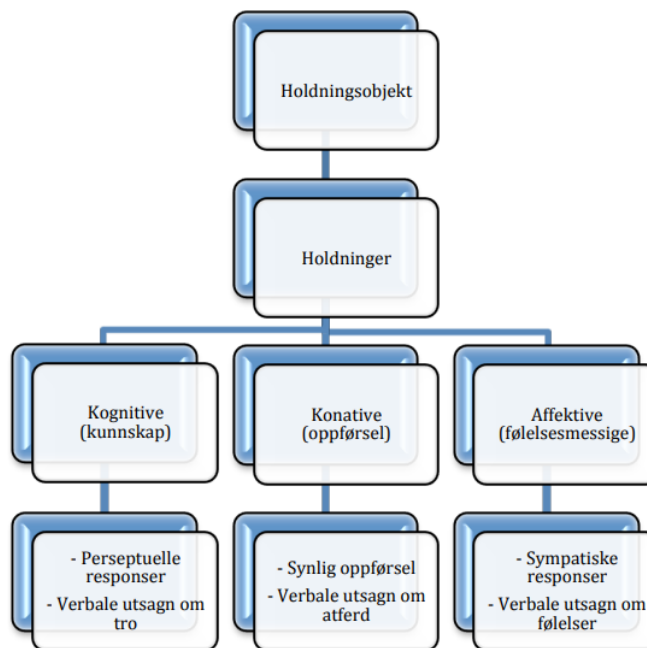 Holdningsobjekt
Holdninger
Kognitive
(kunnskap)
Konative
(oppførsel)
Affektive
(følelsesmessige)
- Perseptuelle
responser
- Verbale utsagn om
tro
- Synlig oppførsel
- Verbale utsagn om
atferd
- Sympatiske
responser
- Verbale utsagn om
følelser